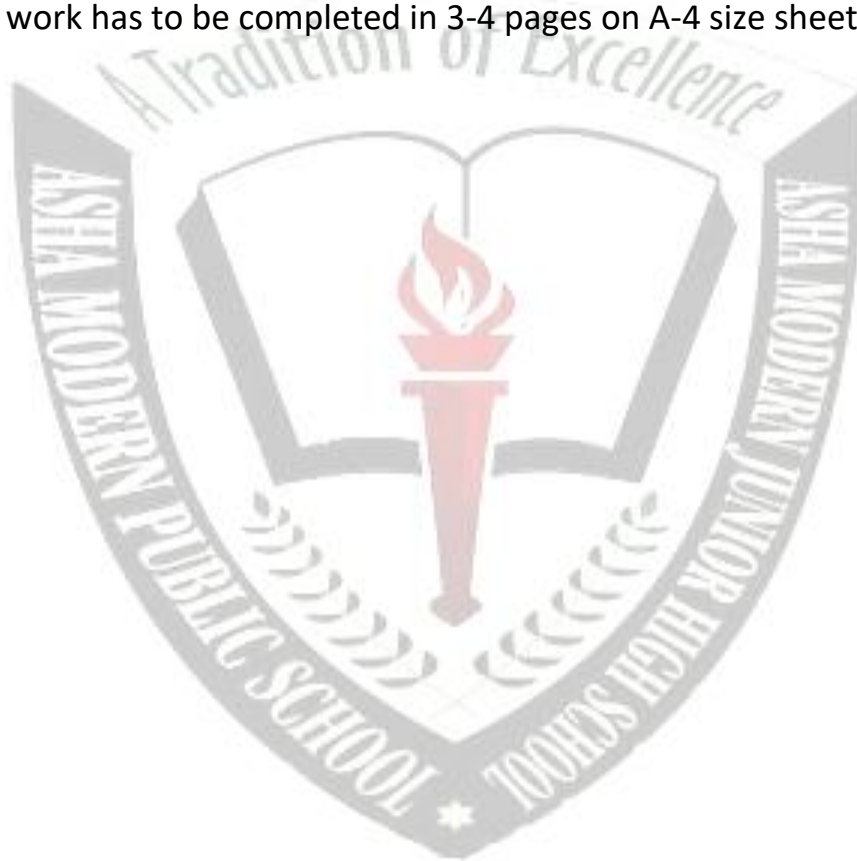 work has to be completed in 3-4 pages on A-4 size sheet
A Tradition of Excellence
ASHA MODERN PUBLIC SCHOOL
ASHA MODERN JUNIOR HIGH SCHOOL